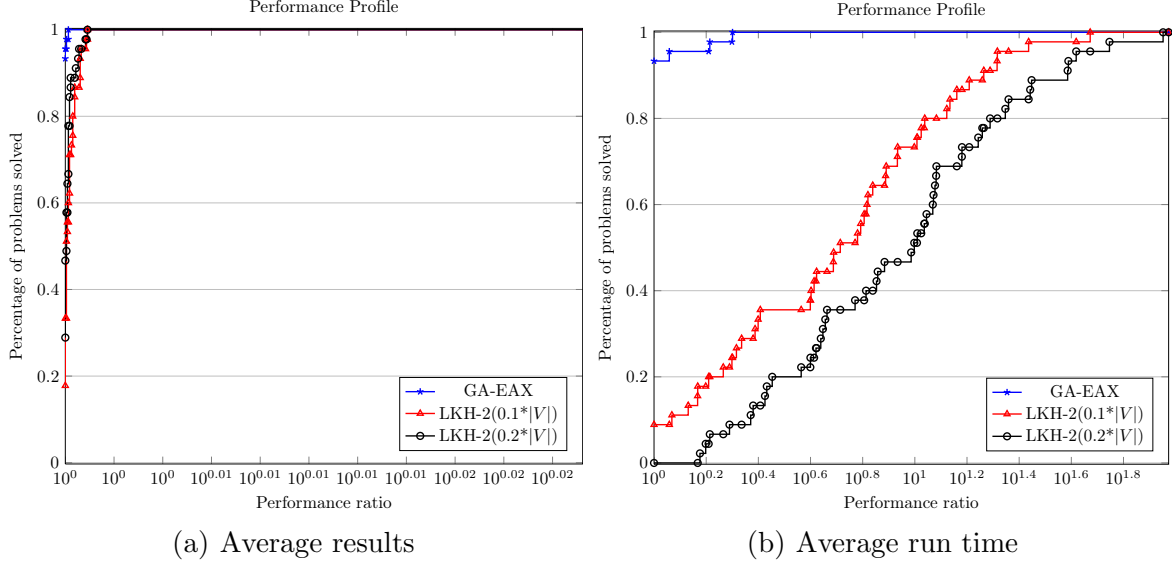 Performance Profile
Percentage of problems solved
1
0.8
0.6
0.4
0.2
0
GA-EAX
LKH-2(0.1*|V|)
LKH-2(0.2*|V|)
10^0 10^0 10^0.01 10^0.01 10^0.01 10^0.01 10^0.01 10^0.02 10^0.02 10^0.02
Performance ratio
(a) Average results
Performance Profile
Percentage of problems solved
1
0.8
0.6
0.4
0.2
0
GA-EAX
LKH-2(0.1*|V|)
LKH-2(0.2*|V|)
10^0 10^0.2 10^0.4 10^0.6 10^0.8 10^1 10^1.2 10^1.4 10^1.6 10^1.8
Performance ratio
(b) Average run time